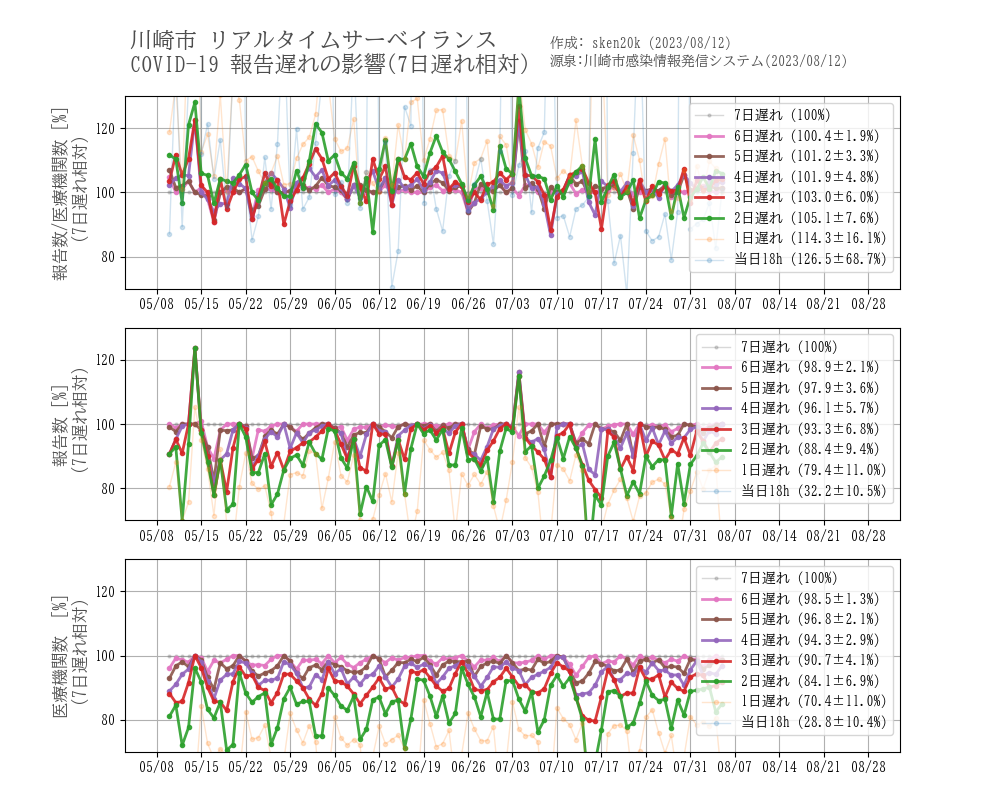 川崎市 リアルタイムサーベイランス
COVID-19 報告遅れの影響(7日遅れ相対)
作成: sken20k (2023/08/12)
源泉:川崎市感染情報発信システム(2023/08/12)
報告数/医療機関数 [%]
(7日遅れ相対)
120
100
80
7日遅れ (100%)
6日遅れ (100.4±1.9%)
5日遅れ (101.2±3.3%)
4日遅れ (101.9±4.8%)
3日遅れ (103.0±6.0%)
2日遅れ (105.1±7.6%)
1日遅れ (114.3±16.1%)
当日18h (126.5±68.7%)
05/08 05/15 05/22 05/29 06/05 06/12 06/19 06/26 07/03 07/10 07/17 07/24 07/31 08/07 08/14 08/21 08/28
報告数 [%]
(7日遅れ相対)
120
100
80
7日遅れ (100%)
6日遅れ (98.9±2.1%)
5日遅れ (97.9±3.6%)
4日遅れ (96.1±5.7%)
3日遅れ (93.3±6.8%)
2日遅れ (88.4±9.4%)
1日遅れ (79.4±11.0%)
当日18h (32.2±10.5%)
05/08 05/15 05/22 05/29 06/05 06/12 06/19 06/26 07/03 07/10 07/17 07/24 07/31 08/07 08/14 08/21 08/28
医療機関数 [%]
(7日遅れ相対)
120
100
80
7日遅れ (100%)
6日遅れ (98.5±1.3%)
5日遅れ (96.8±2.1%)
4日遅れ (94.3±2.9%)
3日遅れ (90.7±4.1%)
2日遅れ (84.1±6.9%)
1日遅れ (70.4±11.0%)
当日18h (28.8±10.4%)
05/08 05/15 05/22 05/29 06/05 06/12 06/19 06/26 07/03 07/10 07/17 07/24 07/31 08/07 08/14 08/21 08/28